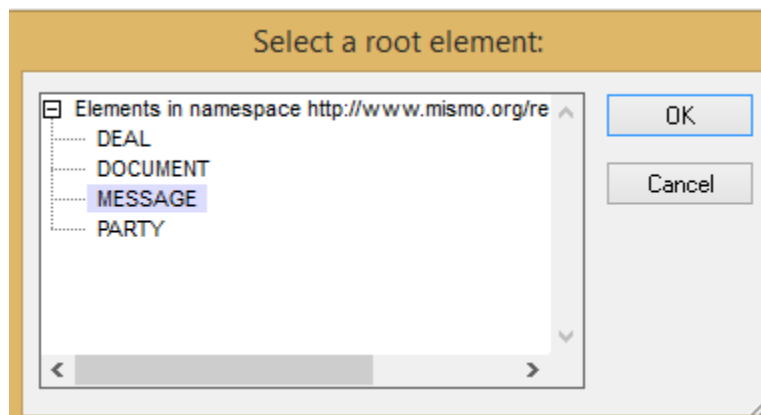 Select a root element:
Elements in namespace http://www.mismo.org/re
DEAL
DOCUMENT
MESSAGE
PARTY
OK
Cancel